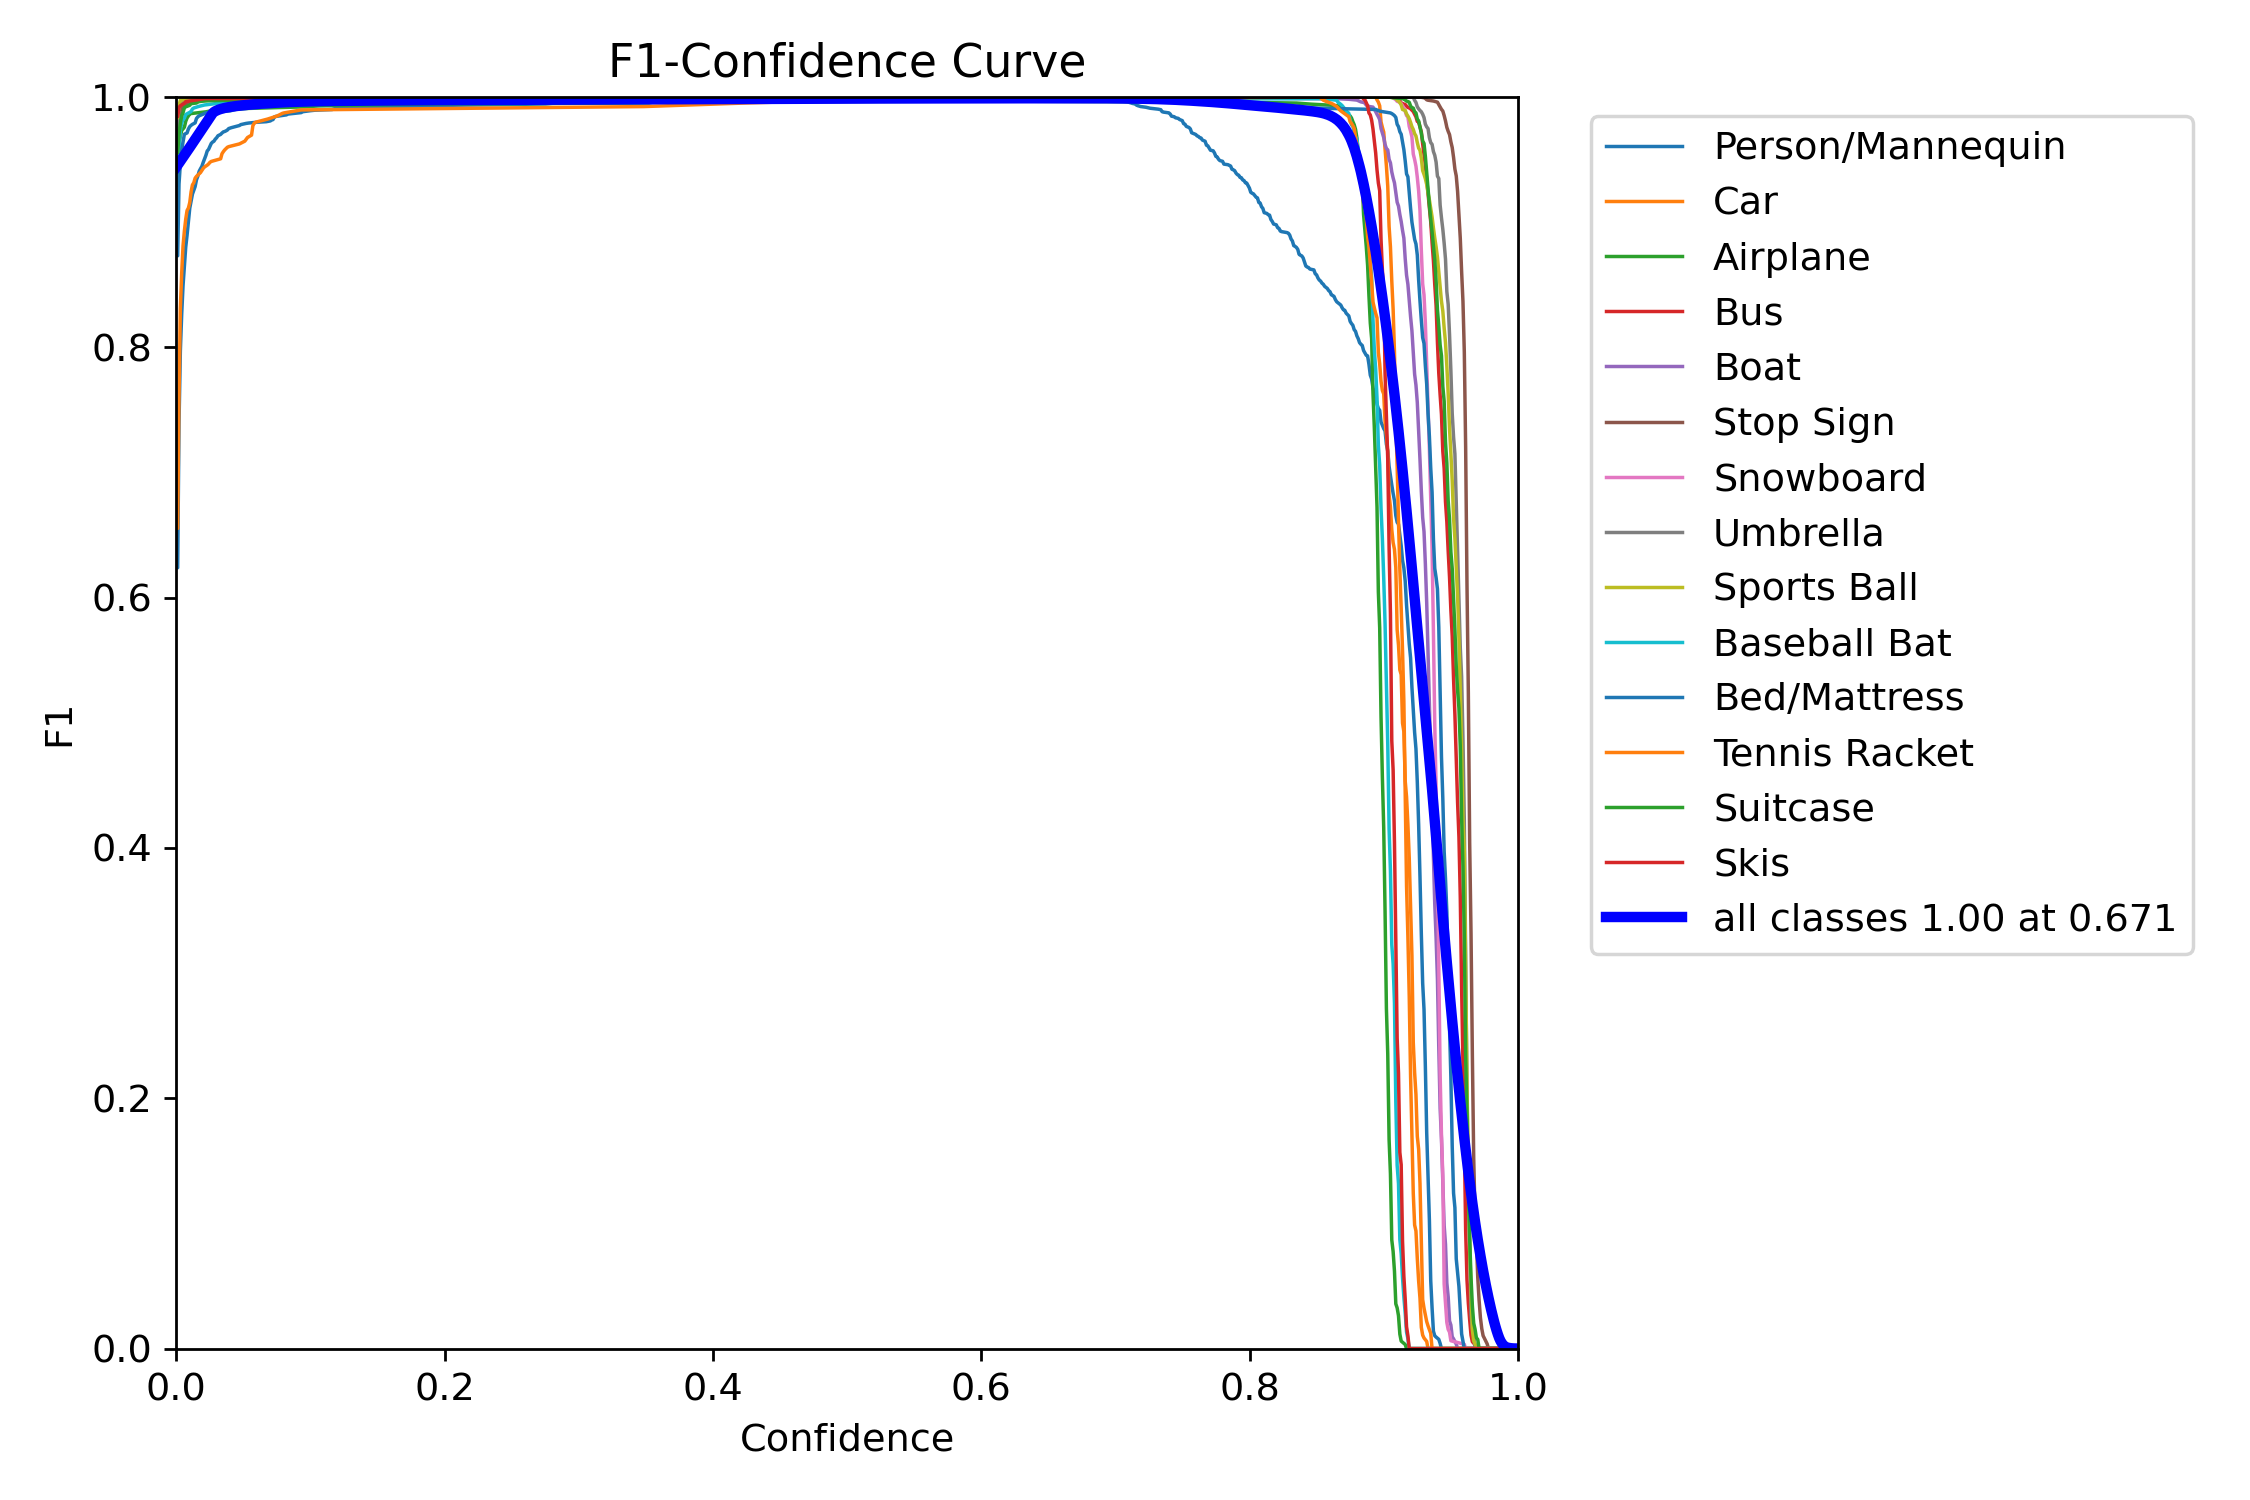 F1-Confidence Curve
1.0
0.8
0.6
0.4
0.2
0.0
F1
0.0 0.2 0.4 0.6 0.8 1.0
Confidence
Person/Mannequin
Car
Airplane
Bus
Boat
Stop Sign
Snowboard
Umbrella
Sports Ball
Baseball Bat
Bed/Mattress
Tennis Racket
Suitcase
Skis
all classes 1.00 at 0.671